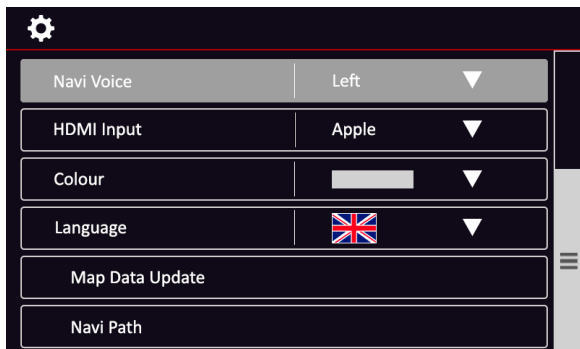 Navi Voice Left
HDMI Input Apple
Colour
Language
Map Data Update
Navi Path